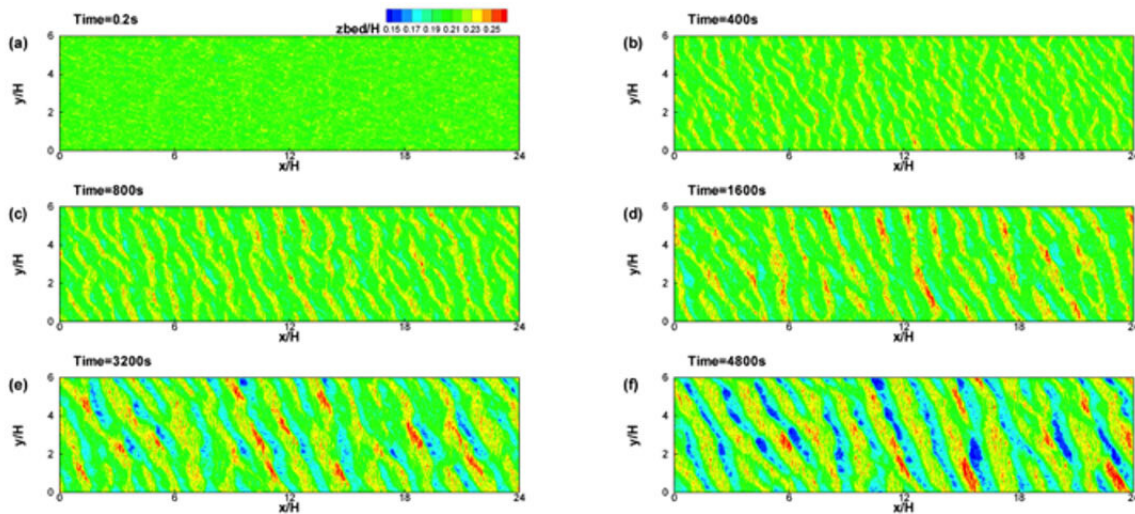 Time=0.2s
zbed/H 0.15 0.17 0.19 0.21 0.23 0.25
(a)
y/H
6
4
2
0
0 6 12 18 24
x/H
Time=400s
(b)
y/H
6
4
2
0
0 6 12 18 24
x/H
Time=800s
(c)
y/H
6
4
2
0
0 6 12 18 24
x/H
Time=1600s
(d)
y/H
6
4
2
0
0 6 12 18 24
x/H
Time=3200s
(e)
y/H
6
4
2
0
0 6 12 18 24
x/H
Time=4800s
(f)
y/H
6
4
2
0
0 6 12 18 24
x/H